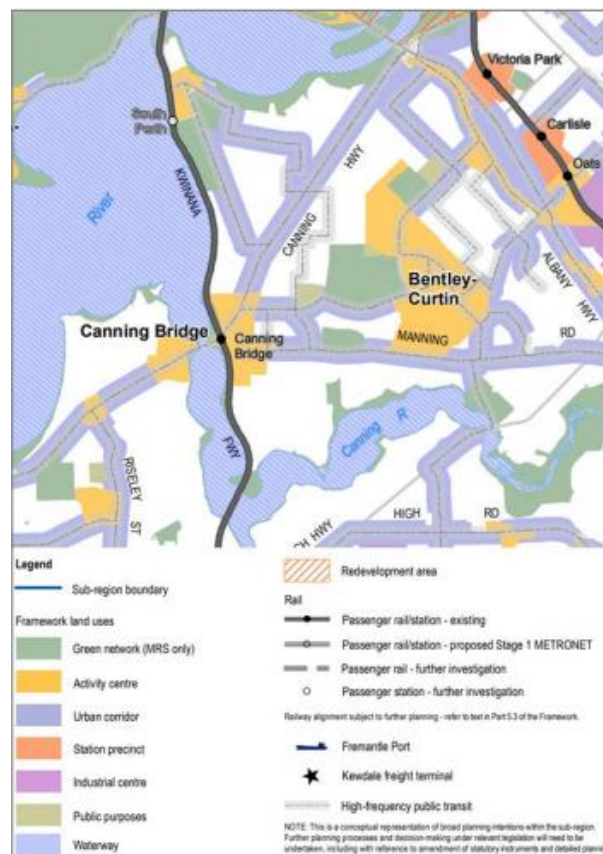 Victoria Park
Carlisle
Oats
South
Perth
KWINANA
HWY
CANNING
River
Bentley-
Curtin
ALBANY
HWY
Canning Bridge
Canning
Bridge
MANNING
RD
FWY
Canning R
RISELEY
ST
HIGH
RD
HWY
Legend
Sub-region boundary
Framework land uses
Green network (MRS only)
Activity centre
Urban corridor
Station precinct
Industrial centre
Public purposes
Waterway
Redevelopment area
Rail
Passenger rail/station - existing
Passenger rail/station - proposed Stage 1 METRONET
Passenger rail - further investigation
Passenger station - further investigation
Railway alignment subject to further planning - refer to text in Part 5.3 of the Framework.
Fremantle Port
Kewdale freight terminal
High-frequency public transit
NOTE: This is a conceptual representation of broad planning intentions within the sub-region.
Further planning processes and decision-making under relevant legislation will need to be
undertaken, including with reference to amendment of statutory instruments and detailed